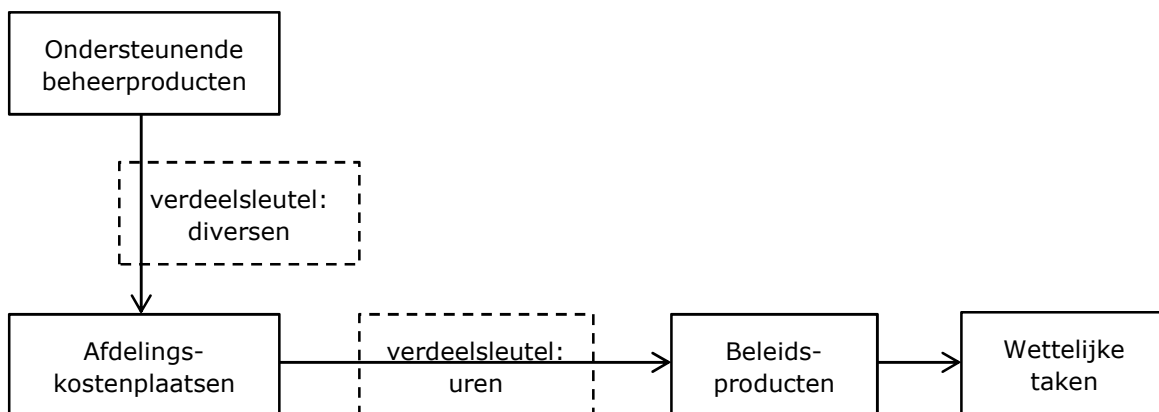 Ondersteunende
beheerproducten
verdeelsleutel:
diversen
Afdelings-
kostenplaatsen
verdeelsleutel:
uren
Beleids-
producten
Wettelijke
taken